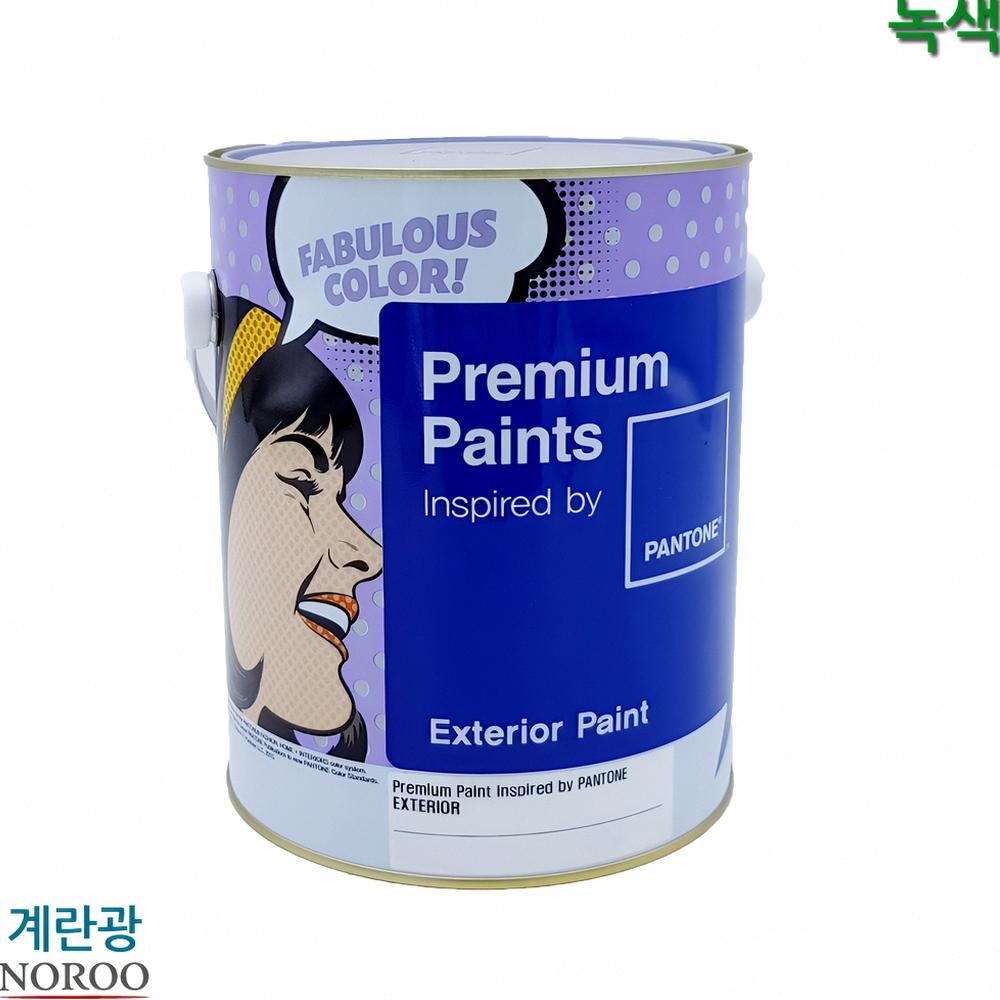 녹색
FABULOUS
COLOR!
Premium
Paints
Inspired by
PANTONE®
Exterior Paint
Premium Paint Inspired by PANTONE
EXTERIOR
계란광
NOROO